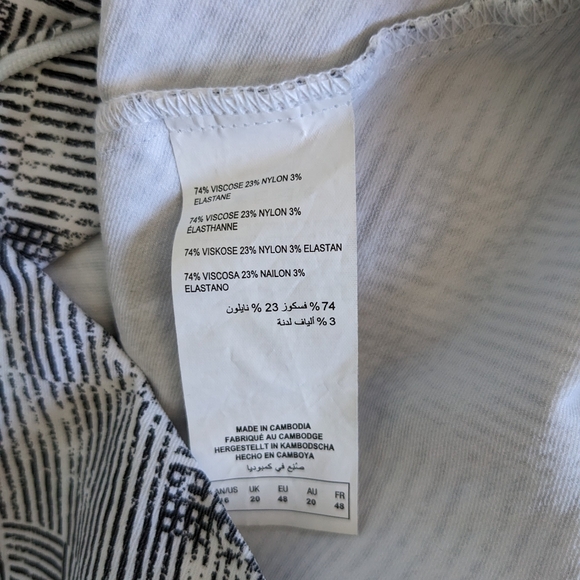 74% VISCOSE 23% NYLON 3%
ELASTANE
74% VISCOSE 23% NYLON 3%
ÉLASTHANNE
74% VISKOSE 23% NYLON 3% ELASTAN
74% VISCOSA 23% NAILON 3%
ELASTANO
74% فسكوز 23 % نايلون
3 % ألياف لدنة
MADE IN CAMBODIA
FABRIQUÉ AU CAMBODGE
HERGESTELLT IN KAMBODSCHA
HECHO EN CAMBOYA
صنع في كمبوديا
UK EU AU FR
20 48 20 48